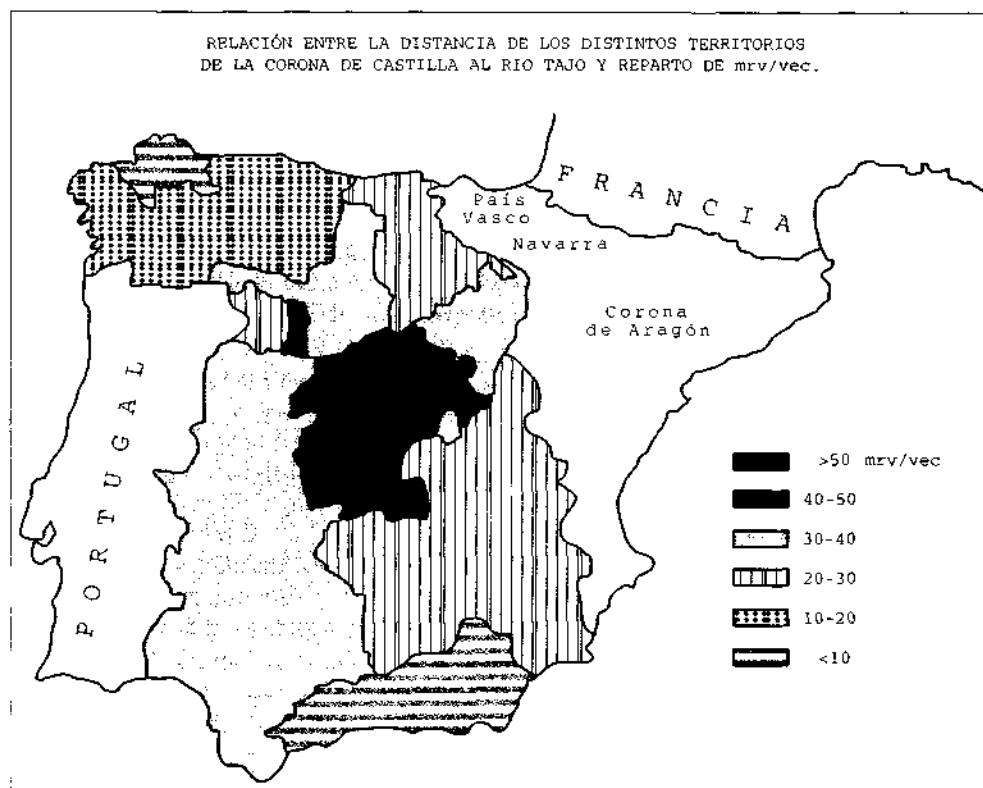 RELACIÓN ENTRE LA DISTANCIA DE LOS DISTINTOS TERRITORIOS
DE LA CORONA DE CASTILLA AL RIO TAJO Y REPARTO DE mrv/vec.
FRANCIA
País
Vasco
Navarra
Corona
de Aragón
PORTUGAL
>50 mrv/vec
40-50
30-40
20-30
10-20
<10